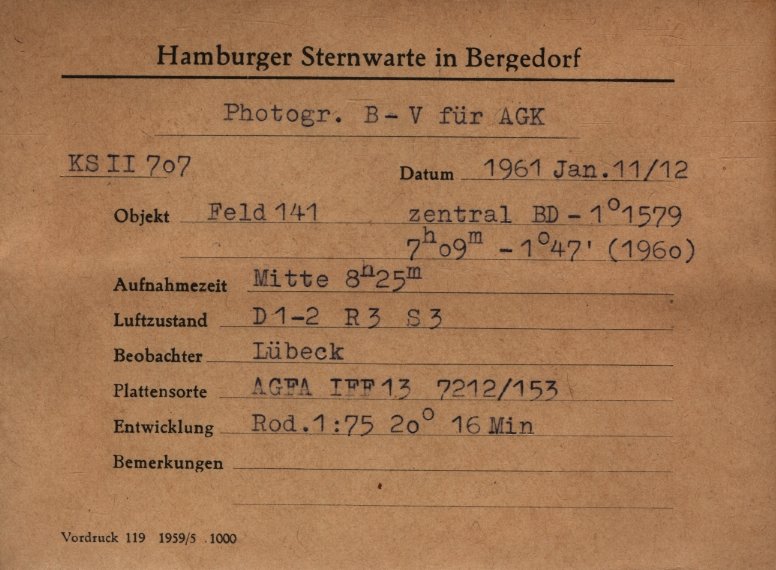 Hamburger Sternwarte in Bergedorf
Photogr. B-V für AGK
KS II 707 Datum 1961 Jan.11/12
Objekt Feld 141 zentral BD -1°1579
7ʰ09ᵐ -1°47' (1960)
Aufnahmezeit Mitte 8ʰ25ᵐ
Luftzustand D 1-2 R 3 S 3
Beobachter Lübeck
Plattensorte AGFA IFF 13 7212/153
Entwicklung Rod.1:75 20° 16 Min
Bemerkungen
Vordruck 119 1959/5 .1000